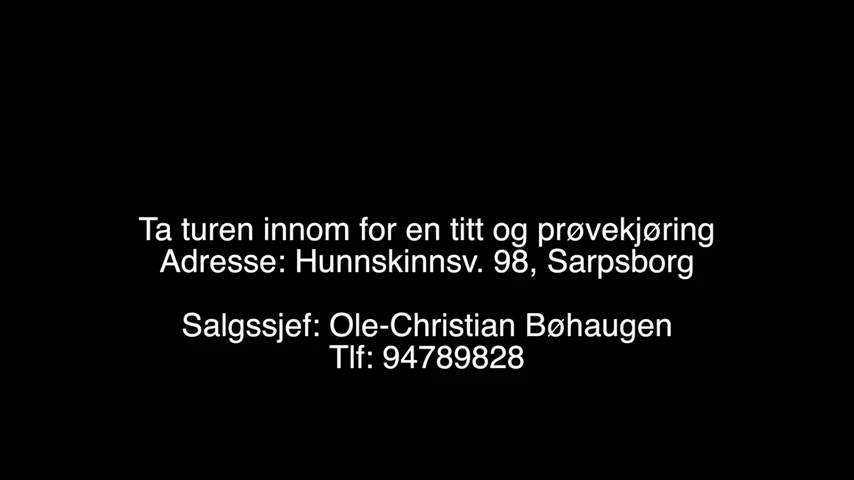 Ta turen innom for en titt og prøvekjøring
Adresse: Hunnskinnsv. 98, Sarpsborg
Salgssjef: Ole-Christian Bøhaugen
Tlf: 94789828